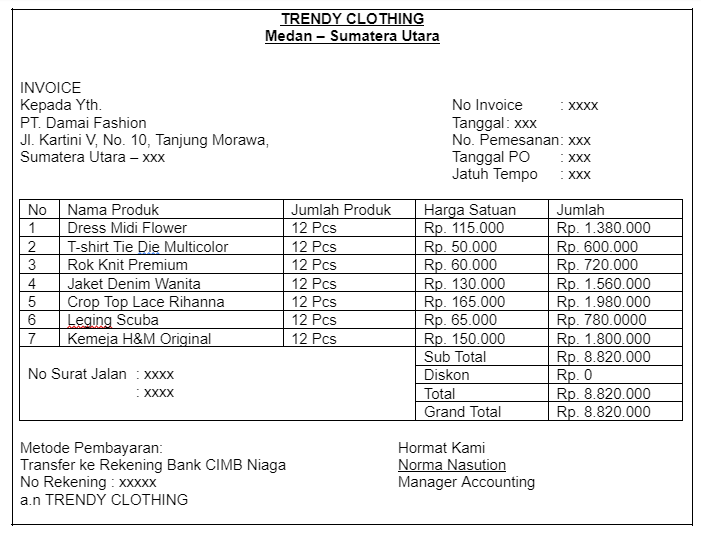 TRENDY CLOTHING
Medan – Sumatera Utara
INVOICE
Kepada Yth.
PT. Damai Fashion
Jl. Kartini V, No. 10, Tanjung Morawa,
Sumatera Utara – xxx
No Invoice : xxxx
Tanggal : xxx
No. Pemesanan: xxx
Tanggal PO : xxx
Jatuh Tempo : xxx
No Nama Produk Jumlah Produk Harga Satuan Jumlah
1 Dress Midi Flower 12 Pcs Rp. 115.000 Rp. 1.380.000
2 T-shirt Tie Die Multicolor 12 Pcs Rp. 50.000 Rp. 600.000
3 Rok Knit Premium 12 Pcs Rp. 60.000 Rp. 720.000
4 Jaket Denim Wanita 12 Pcs Rp. 130.000 Rp. 1.560.000
5 Crop Top Lace Rihanna 12 Pcs Rp. 165.000 Rp. 1.980.000
6 Leging Scuba 12 Pcs Rp. 65.000 Rp. 780.0000
7 Kemeja H&M Original 12 Pcs Rp. 150.000 Rp. 1.800.000
Sub Total Rp. 8.820.000
No Surat Jalan : xxxx
: xxxx
Diskon Rp. 0
Total Rp. 8.820.000
Grand Total Rp. 8.820.000
Metode Pembayaran:
Transfer ke Rekening Bank CIMB Niaga
No Rekening : xxxxx
a.n TRENDY CLOTHING
Hormat Kami
Norma Nasution
Manager Accounting